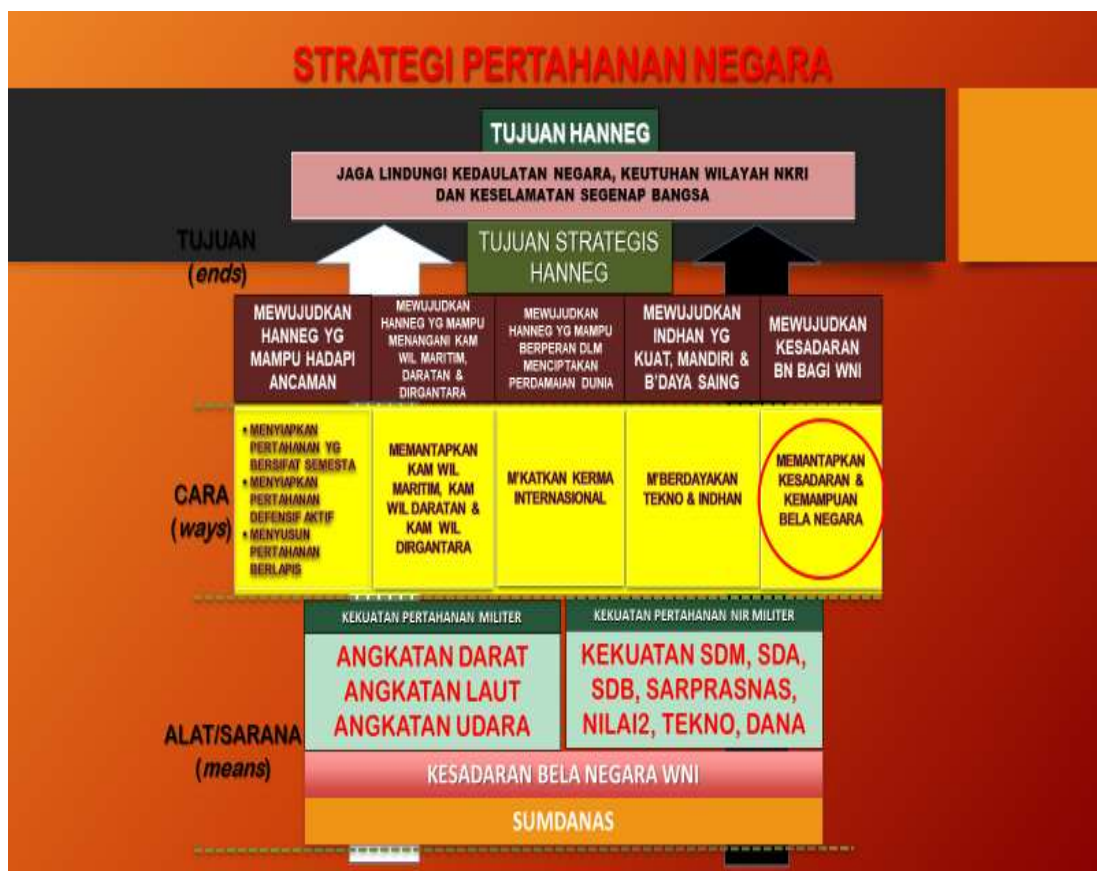 STRATEGI PERTAHANAN NEGARA
TUJUAN HANNEG
JAGA LINDUNGI KEDAULATAN NEGARA, KEUTUHAN WILAYAH NKRI
DAN KESELAMATAN SEGENAP BANGSA
TUJUAN
(ends)
TUJUAN STRATEGIS
HANNEG
MEWUJUDKAN
HANNEG YG
MAMPU HADAPI
ANCAMAN
MEWUJUDKAN
HANNEG YG MAMPU
MENANGANI KAM
WIL MARITIM,
DARATAN &
DIRGANTARA
MEWUJUDKAN
HANNEG YG MAMPU
BERPERAN DLM
MENCIPTAKAN
PERDAMAIAN DUNIA
MEWUJUDKAN
INDHAN YG
KUAT, MANDIRI &
B'DAYA SAING
MEWUJUDKAN
KESADARAN
BN BAGI WNI
CARA
(ways)
• MENYIAPKAN
PERTAHANAN YG
BERSIFAT SEMESTA
• MENYIAPKAN
PERTAHANAN
DEFENSIF AKTIF
• MENYUSUN
PERTAHANAN
BERLAPIS
MEMANTAPKAN
KAM WIL
MARITIM, KAM
WIL DARATAN &
KAM WIL
DIRGANTARA
M'KATKAN KERMA
INTERNASIONAL
M'BERDAYAKAN
TEKNO & INDHAN
MEMANTAPKAN
KESADARAN &
KEMAMPUAN
BELA NEGARA
ALAT/SARANA
(means)
KEKUATAN PERTAHANAN MILITER
ANGKATAN DARAT
ANGKATAN LAUT
ANGKATAN UDARA
KEKUATAN PERTAHANAN NIR MILITER
KEKUATAN SDM, SDA,
SDB, SARPRASNAS,
NILAI2, TEKNO, DANA
KESADARAN BELA NEGARA WNI
SUMDANAS